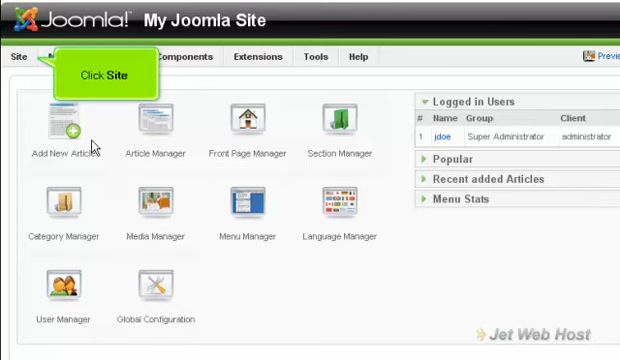 Joomla!™ My Joomla Site
Site
Click Site
Components
Extensions
Tools
Help
Add New Article
Article Manager
Front Page Manager
Section Manager
Category Manager
Media Manager
Menu Manager
Language Manager
User Manager
Global Configuration
Logged in Users
# Name Group Client
1 jdoe Super Administrator administrator
Popular
Recent added Articles
Menu Stats
Jet Web Host